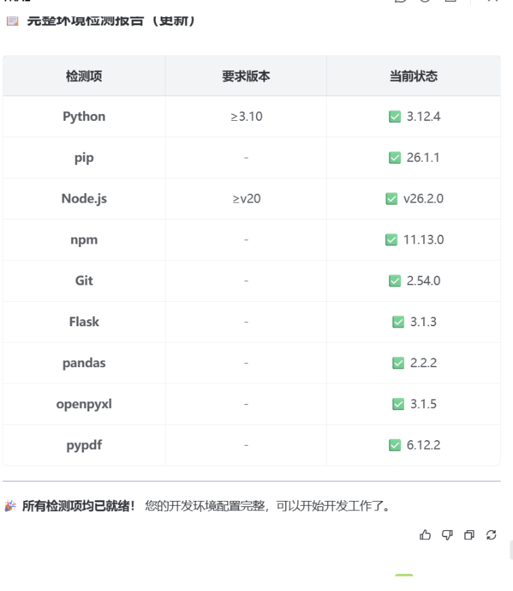 完整环境检测报告（更新）
检测项 要求版本 当前状态
Python ≥3.10 ✅ 3.12.4
pip - ✅ 26.1.1
Node.js ≥v20 ✅ v26.2.0
npm - ✅ 11.13.0
Git - ✅ 2.54.0
Flask - ✅ 3.1.3
pandas - ✅ 2.2.2
openpyxl - ✅ 3.1.5
pypdf - ✅ 6.12.2
🎉 所有检测项均已就绪！ 您的开发环境配置完整，可以开始开发工作了。